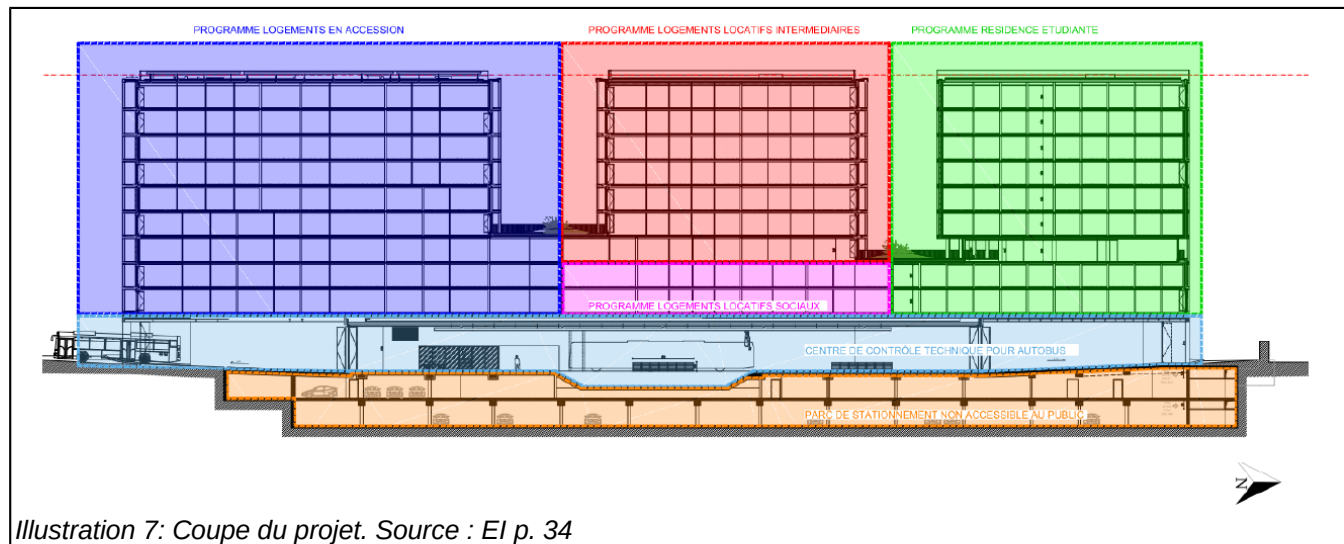 PROGRAMME LOGEMENTS EN ACCESSION
PROGRAMME LOGEMENTS LOCATIFS INTERMEDIAIRES
PROGRAMME RESIDENCE ETUDIANTE
PROGRAMME LOGEMENTS LOCATIFS SOCIAUX
CENTRE DE CONTRÔLE TECHNIQUE POUR AUTOBUS
PARC DE STATIONNEMENT NON ACCESSIBLE AU PUBLIC
N
Illustration 7: Coupe du projet. Source : EI p. 34